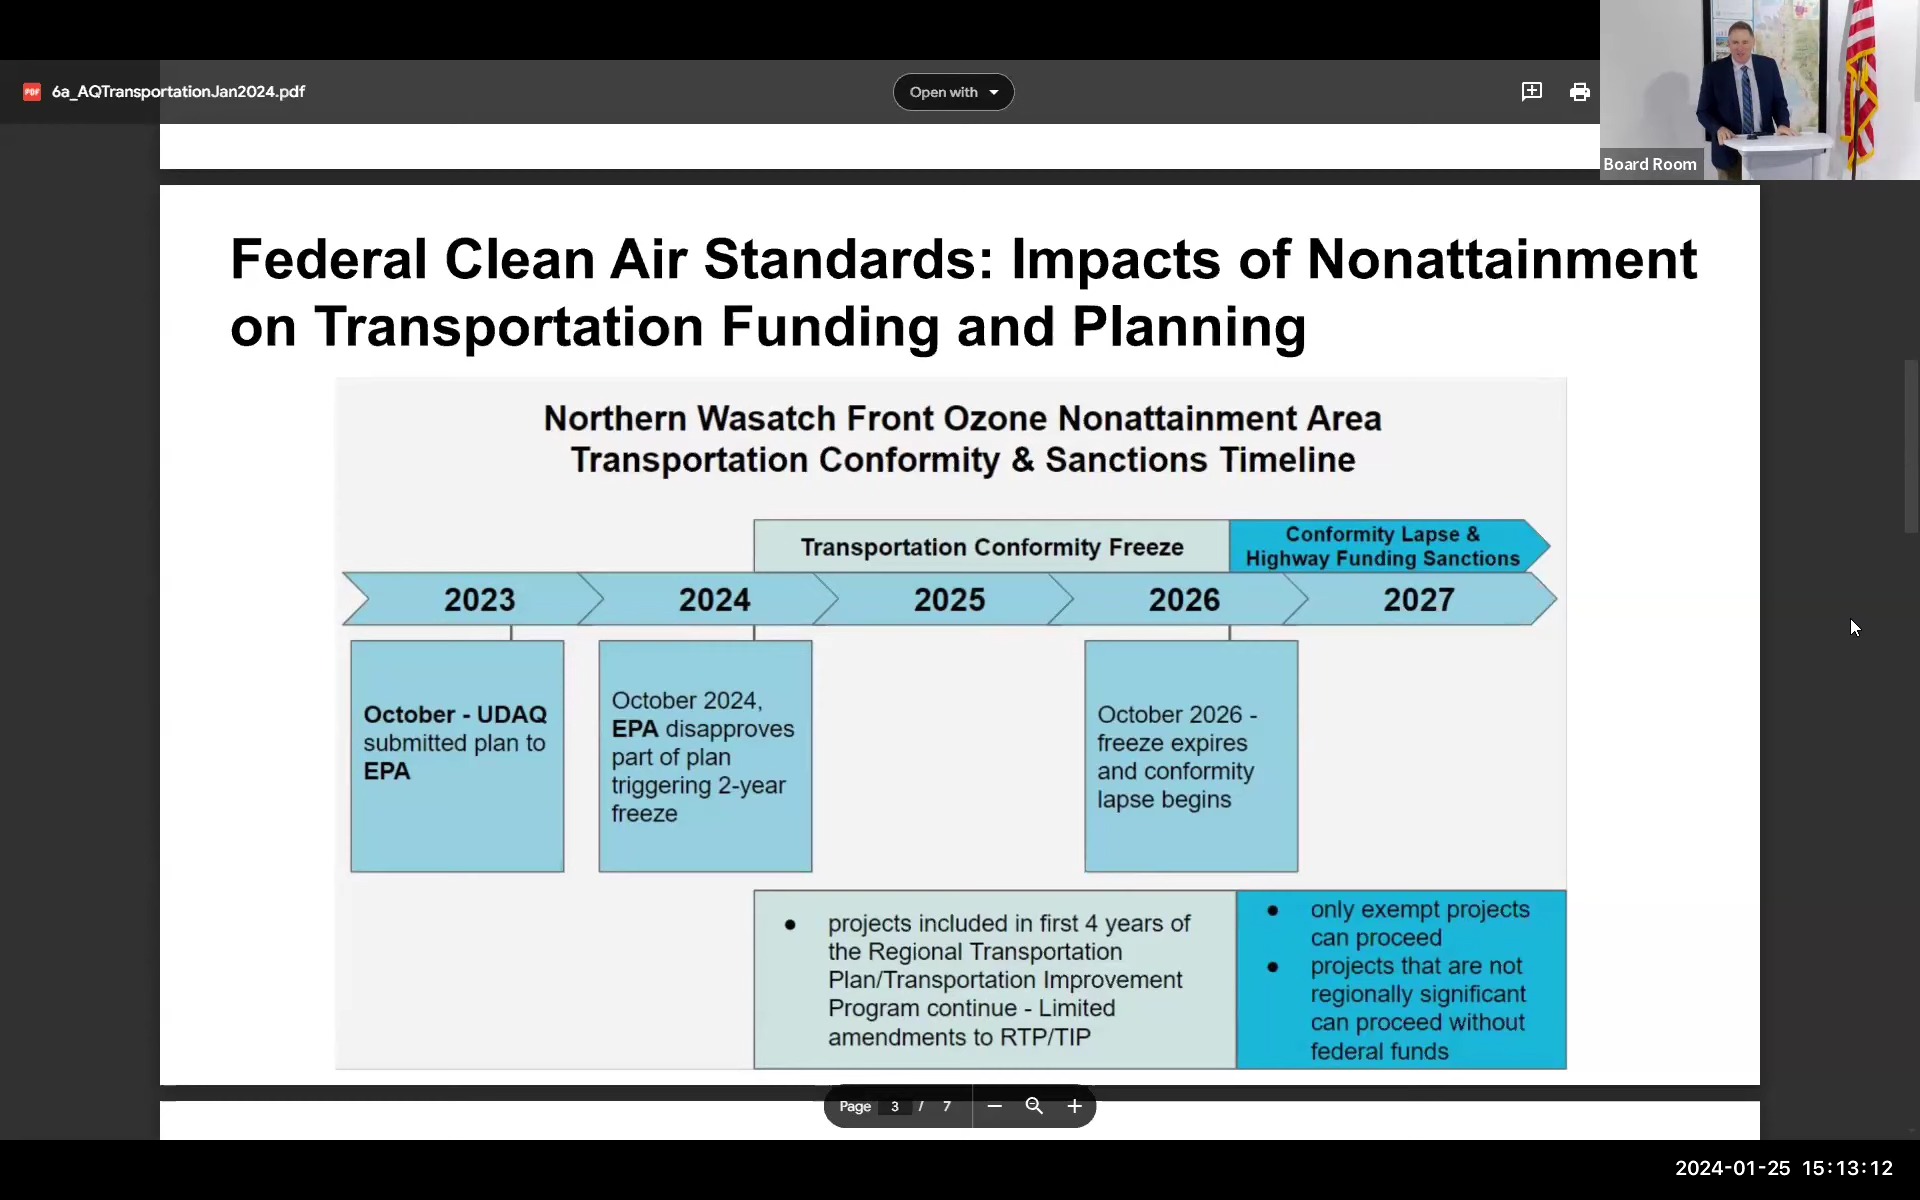 PDF 6a_AQTransportationJan2024.pdf
Open with
Board Room
Federal Clean Air Standards: Impacts of Nonattainment
on Transportation Funding and Planning
Northern Wasatch Front Ozone Nonattainment Area
Transportation Conformity & Sanctions Timeline
Transportation Conformity Freeze
Conformity Lapse &
Highway Funding Sanctions
2023
2024
2025
2026
2027
October - UDAQ
submitted plan to
EPA
October 2024,
EPA disapproves
part of plan
triggering 2-year
freeze
October 2026 -
freeze expires
and conformity
lapse begins
● projects included in first 4 years of
the Regional Transportation
Plan/Transportation Improvement
Program continue - Limited
amendments to RTP/TIP
● only exempt projects
can proceed
● projects that are not
regionally significant
can proceed without
federal funds
Page 3 / 7
2024-01-25 15:13:12